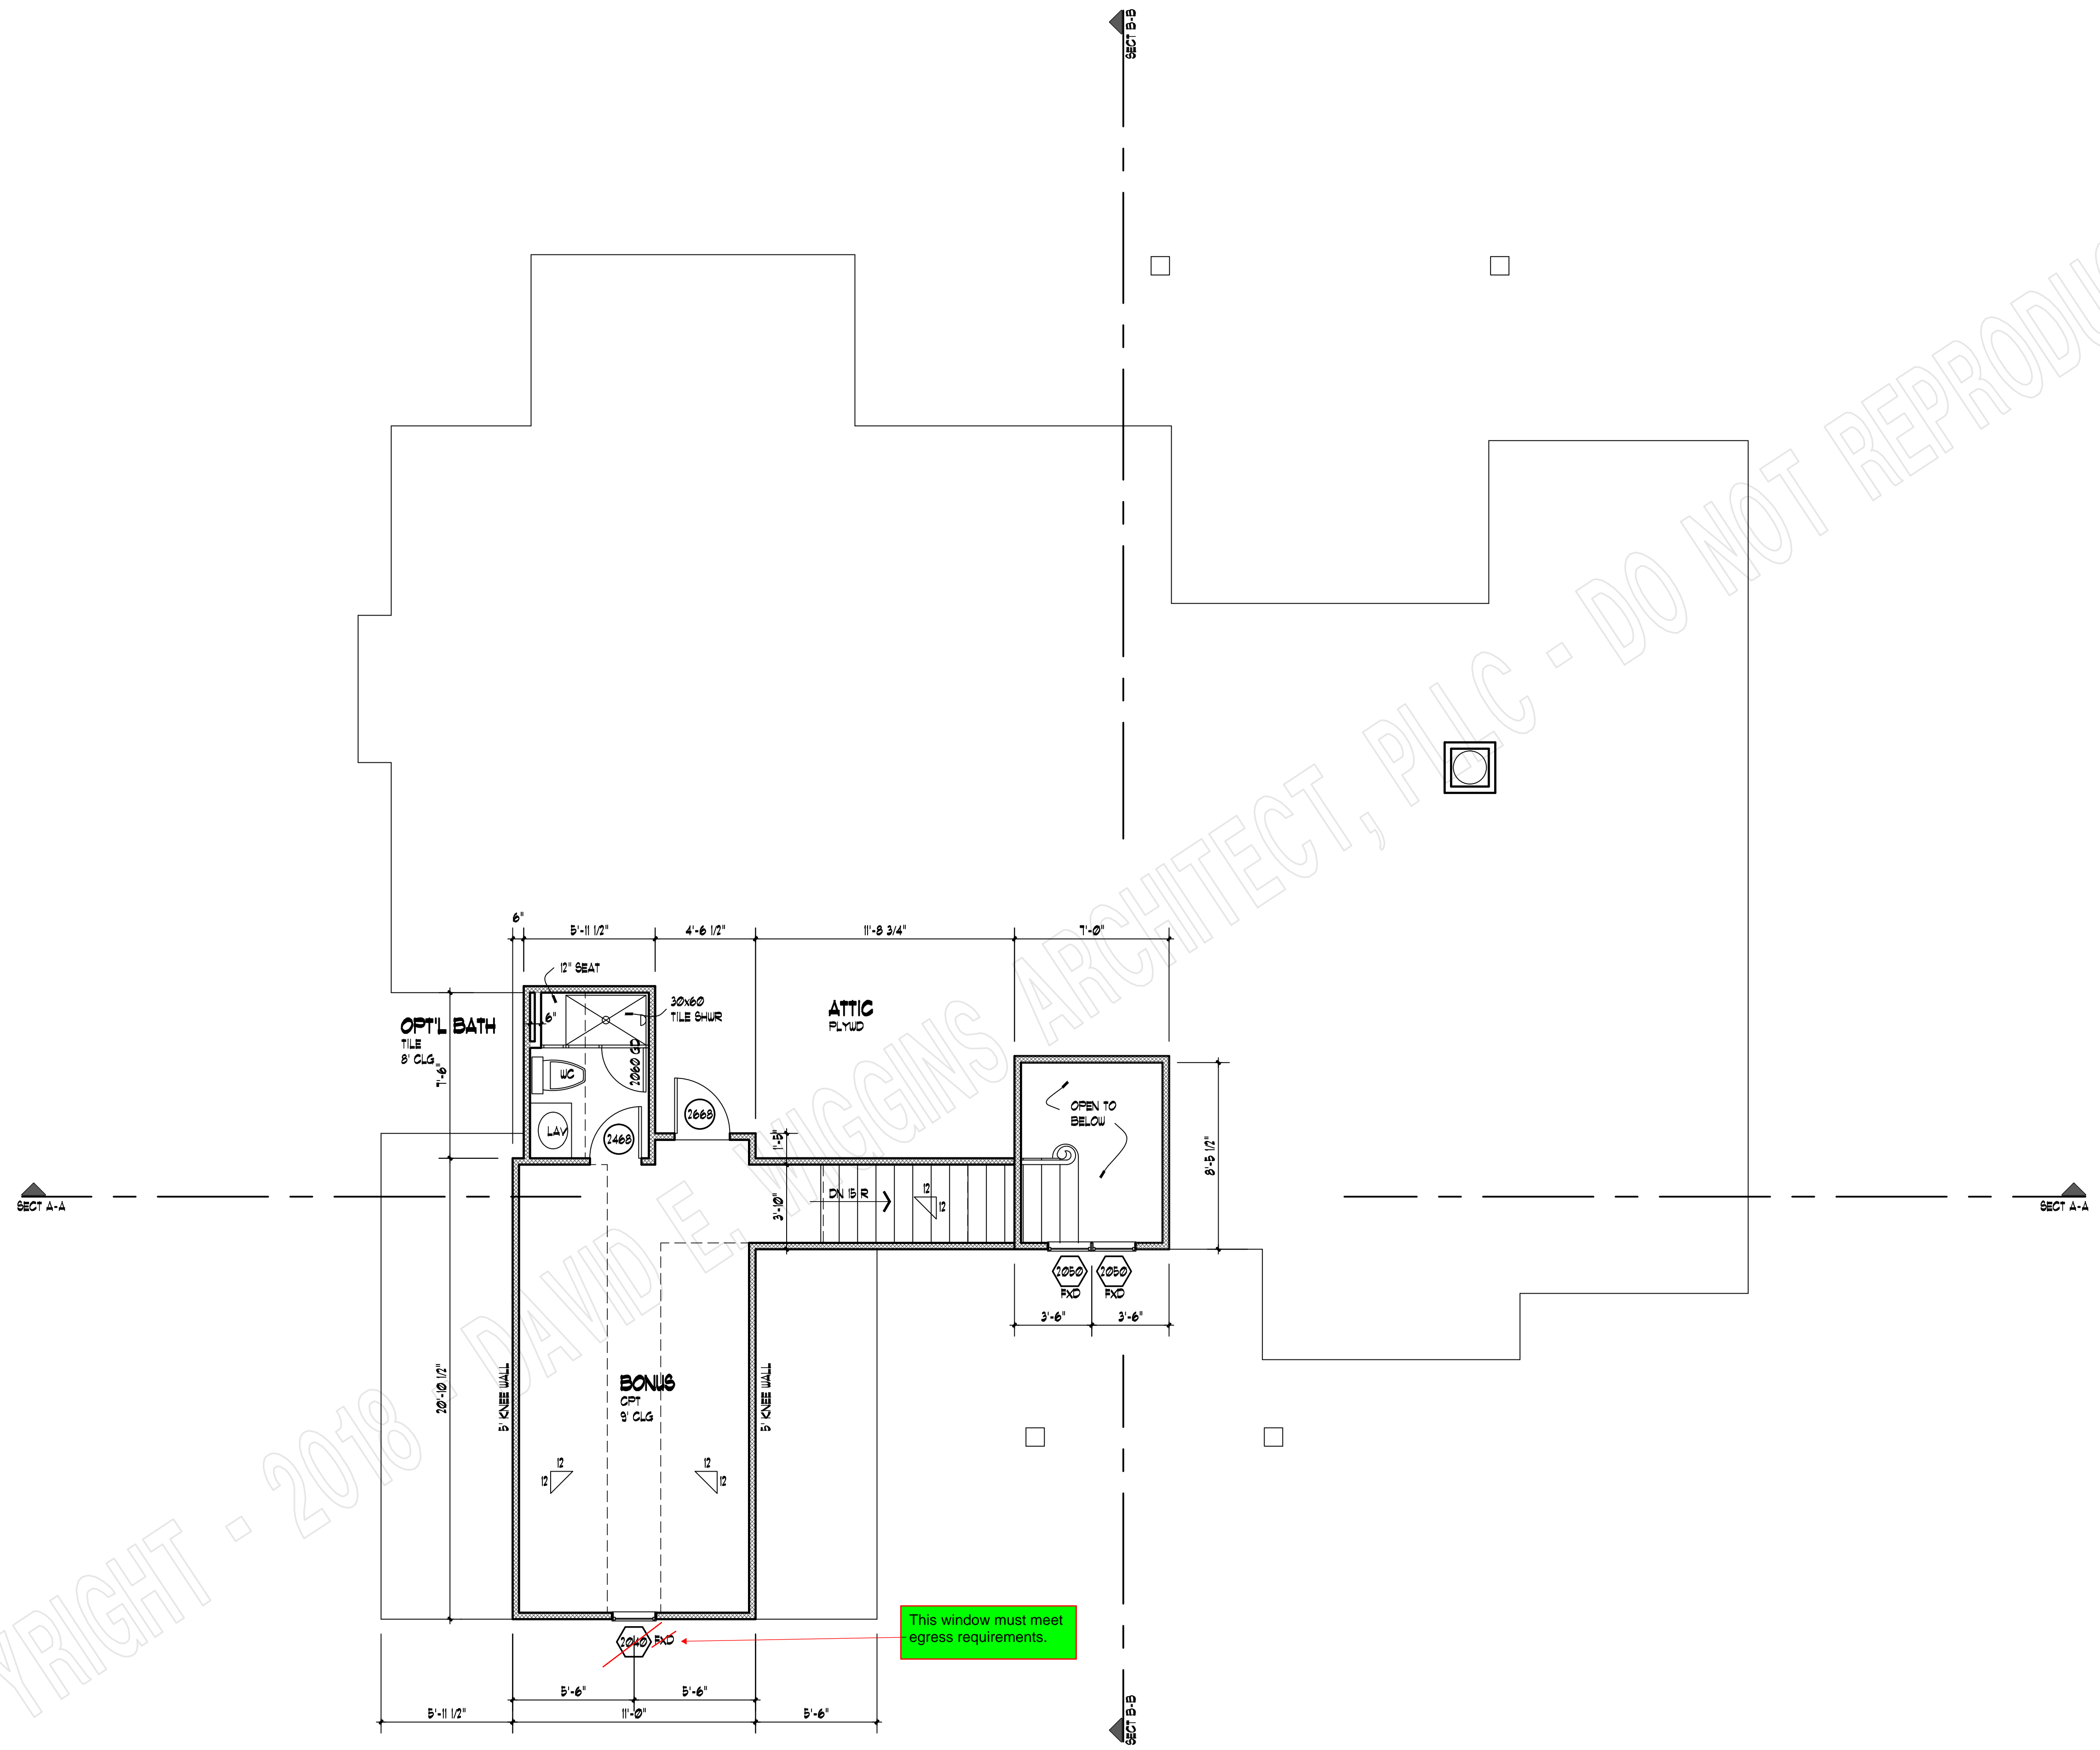 SECT B-B
6"
5'-11 1/2"
4'-6 1/2"
11'-8 3/4"
7'-0"
12" SEAT
30x60
TILE SHWR
6"
OPT'L BATH
TILE
8' CLG
7'-6"
ATTIC
PLYWD
WC
2060 GD
LAV
2468
2668
OPEN TO
BELOW
8'-5 1/2"
1'-5"
3'-10"
DN 15 R
12
12
SECT A-A
SECT A-A
2050
2050
FXD
FXD
3'-6"
3'-6"
20'-10 1/2"
5' KNEE WALL
5' KNEE WALL
BONUS
CPT
9' CLG
12
12
12
12
This window must meet
egress requirements.
2040
FXD
5'-6"
5'-6"
5'-11 1/2"
11'-0"
5'-6"
SECT B-B
YRIGHT - 2018 - DAVID E. WIGGINS ARCHITECT, PLLC - DO NOT REPRODUC